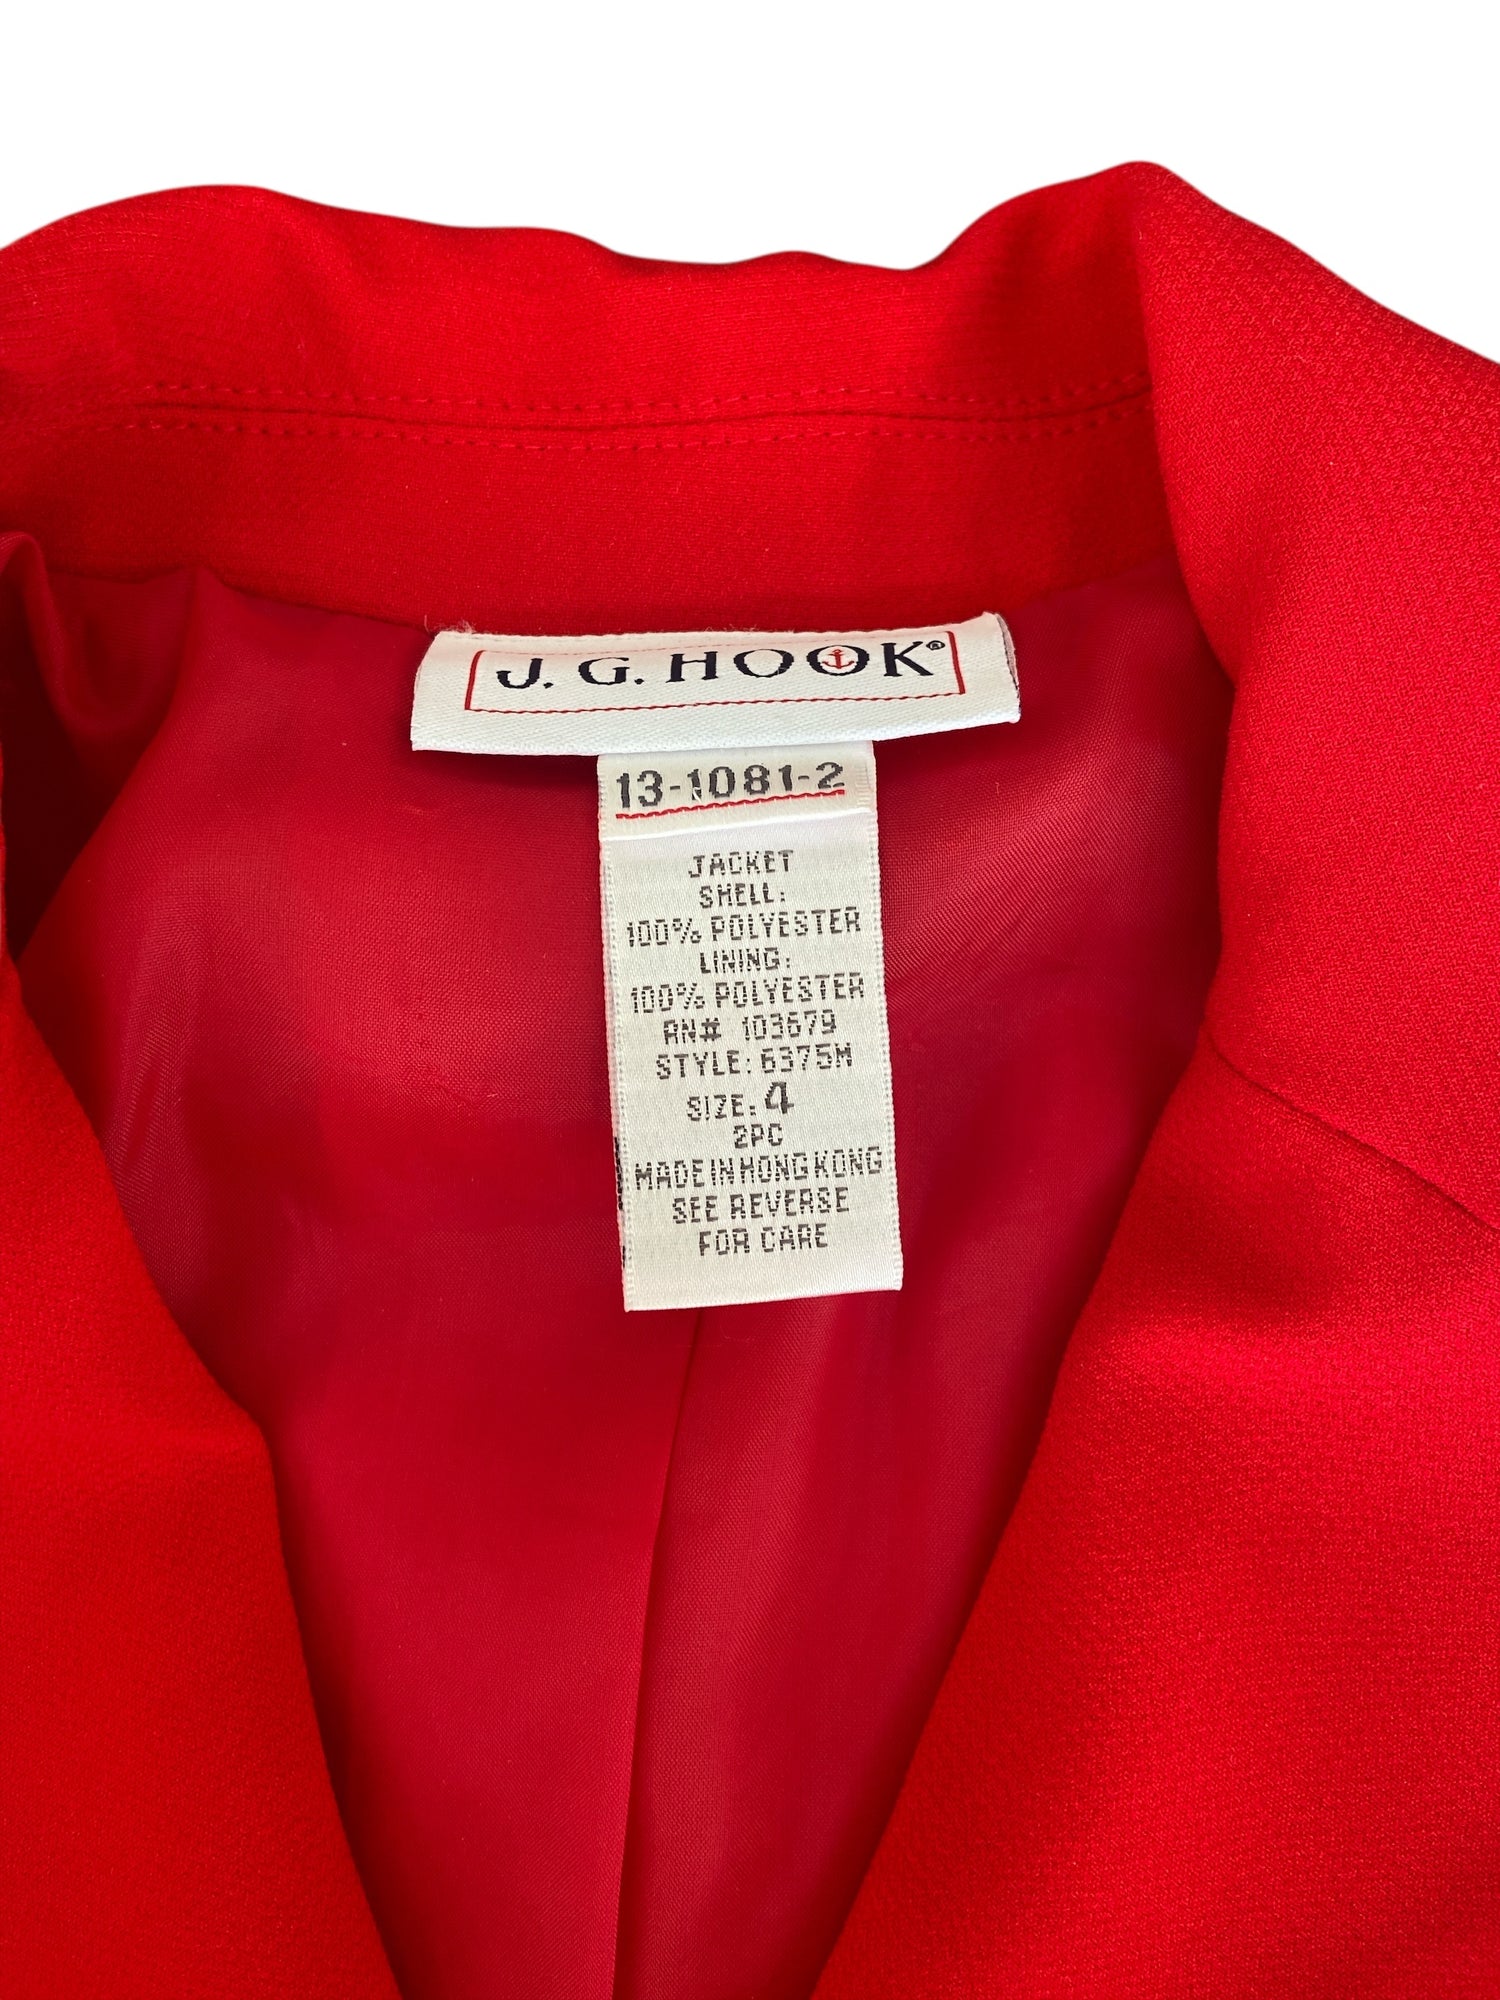 J. G. HOOK®
13-1081-2
JACKET
SHELL:
100% POLYESTER
LINING:
100% POLYESTER
RN# 103679
STYLE: 6375M
SIZE: 4
2PC
MADE IN HONG KONG
SEE REVERSE
FOR CARE